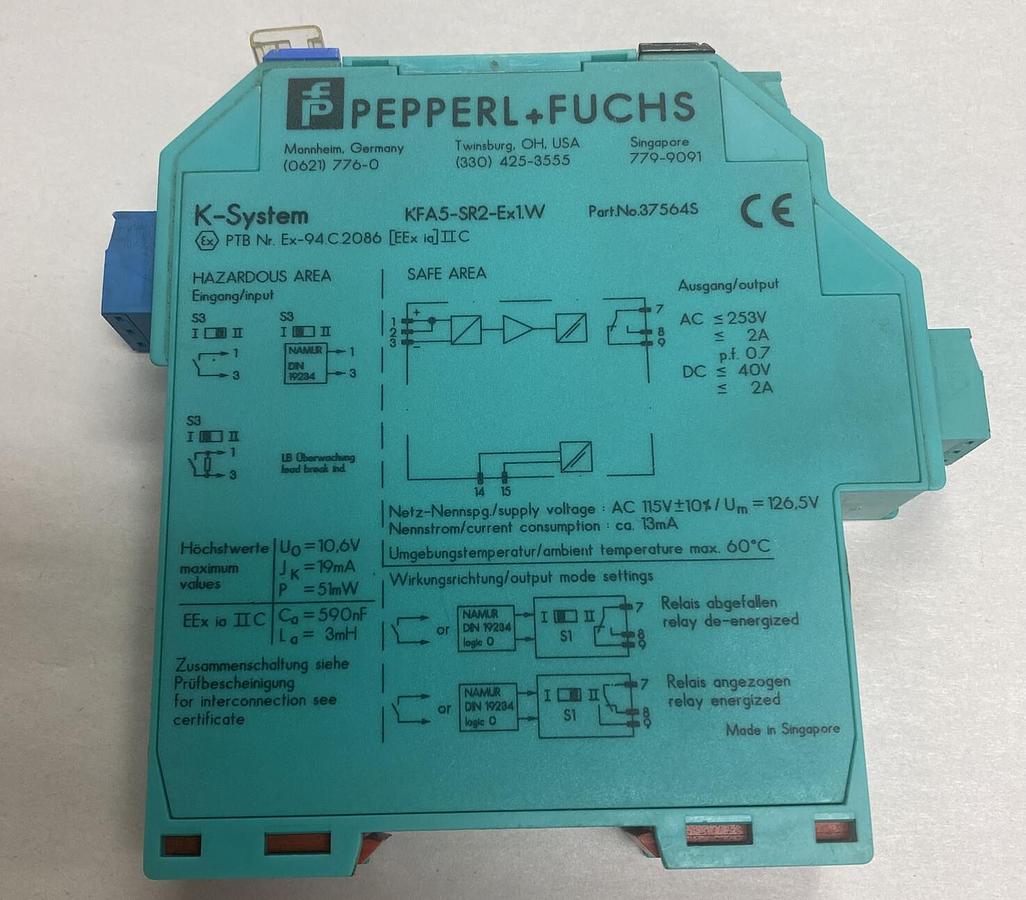 PEPPERL+FUCHS
Mannheim, Germany Twinsburg, OH, USA Singapore
(0621) 776-0 (330) 425-3555 779-9091
K-System KFA5-SR2-Ex1.W Part.No.37564S CE
Ex PTB Nr. Ex-94.C.2086 [EEx ia] IIC
HAZARDOUS AREA SAFE AREA
Eingang/input Ausgang/output
S3 S3
I II I II
1
3
NAMUR
DIN
19234
1
3
S3
I II
1
3
LB Überwachung
lead break ind.
1 +
2
3 -
7
8
9
AC ≤ 253V
≤ 2A
p.f. 0.7
DC ≤ 40V
≤ 2A
14 15
Netz-Nennspg./supply voltage : AC 115V±10% / Um = 126,5V
Nennstrom/current consumption : ca. 13mA
Umgebungstemperatur/ambient temperature max. 60°C
Höchstwerte
maximum
values
Uo = 10,6V
JK = 19mA
P = 51mW
EEx ia IIC
Ca = 590nF
La = 3mH
Zusammenschaltung siehe
Prüfbescheinigung
for interconnection see
certificate
Wirkungsrichtung/output mode settings
or
NAMUR
DIN 19234
logic 0
I II
S1
7
8
9
Relais abgefallen
relay de-energized
or
NAMUR
DIN 19234
logic 0
I II
S1
7
8
9
Relais angezogen
relay energized
Made in Singapore